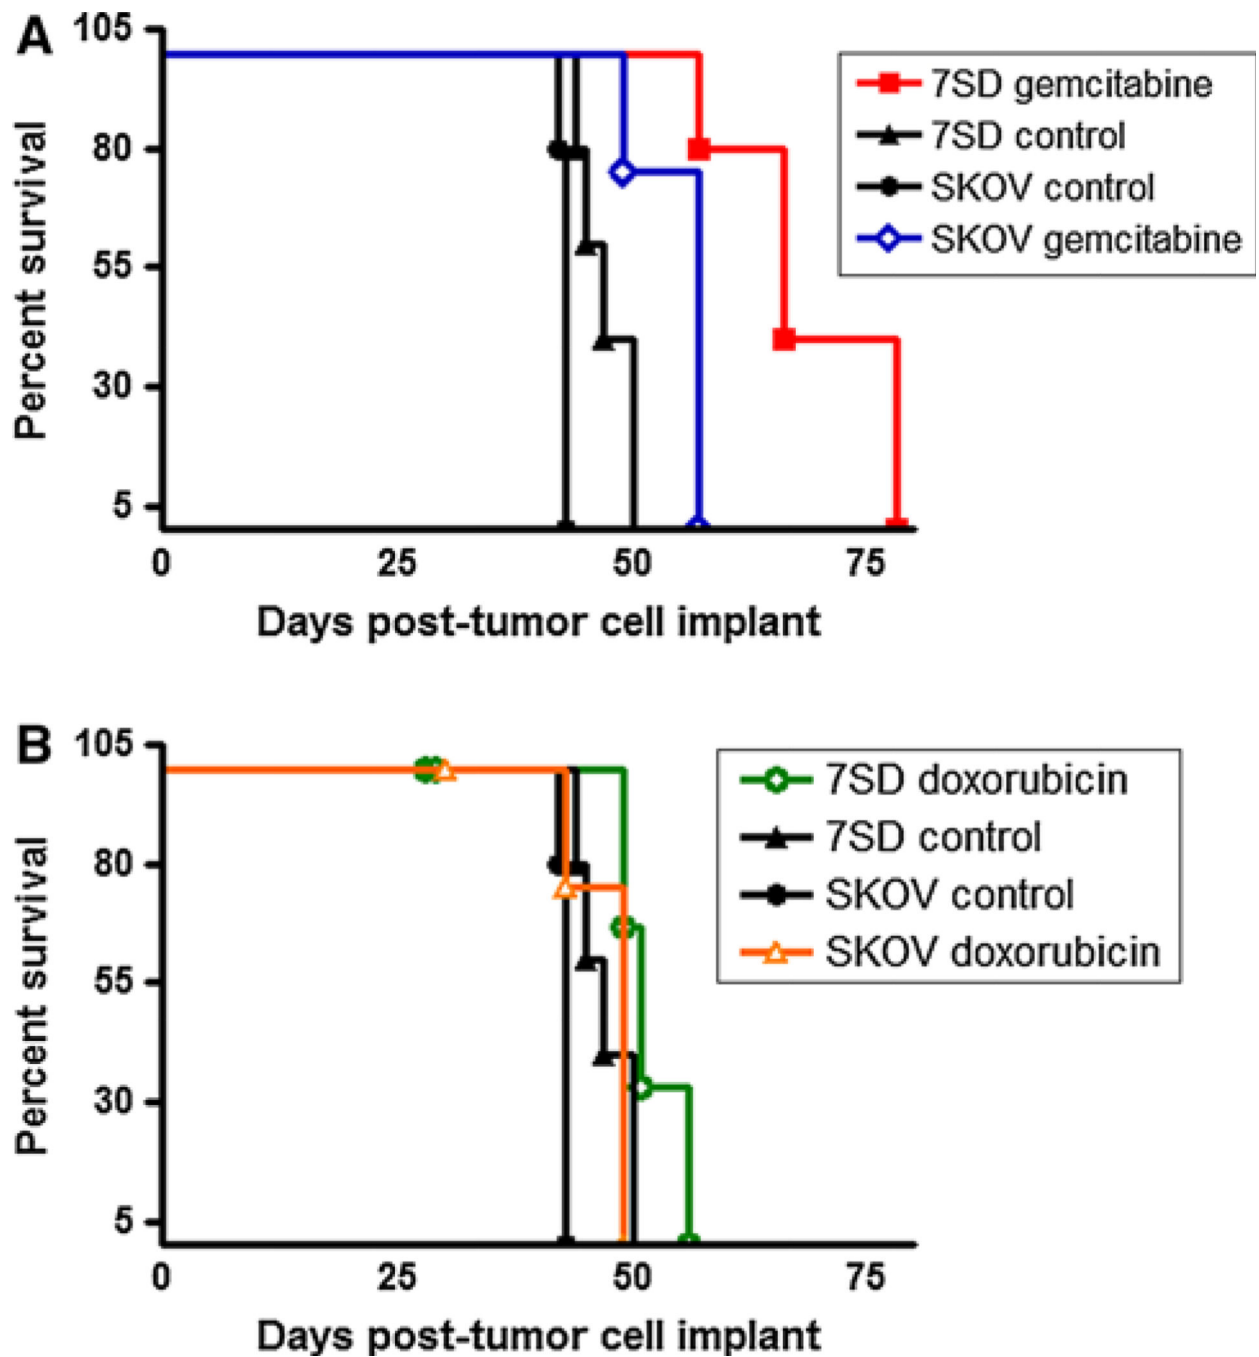 A
105
80
55
30
5
Percent survival
0 25 50 75
Days post-tumor cell implant
7SD gemcitabine
7SD control
SKOV control
SKOV gemcitabine
B
105
80
55
30
5
Percent survival
0 25 50 75
Days post-tumor cell implant
7SD doxorubicin
7SD control
SKOV control
SKOV doxorubicin